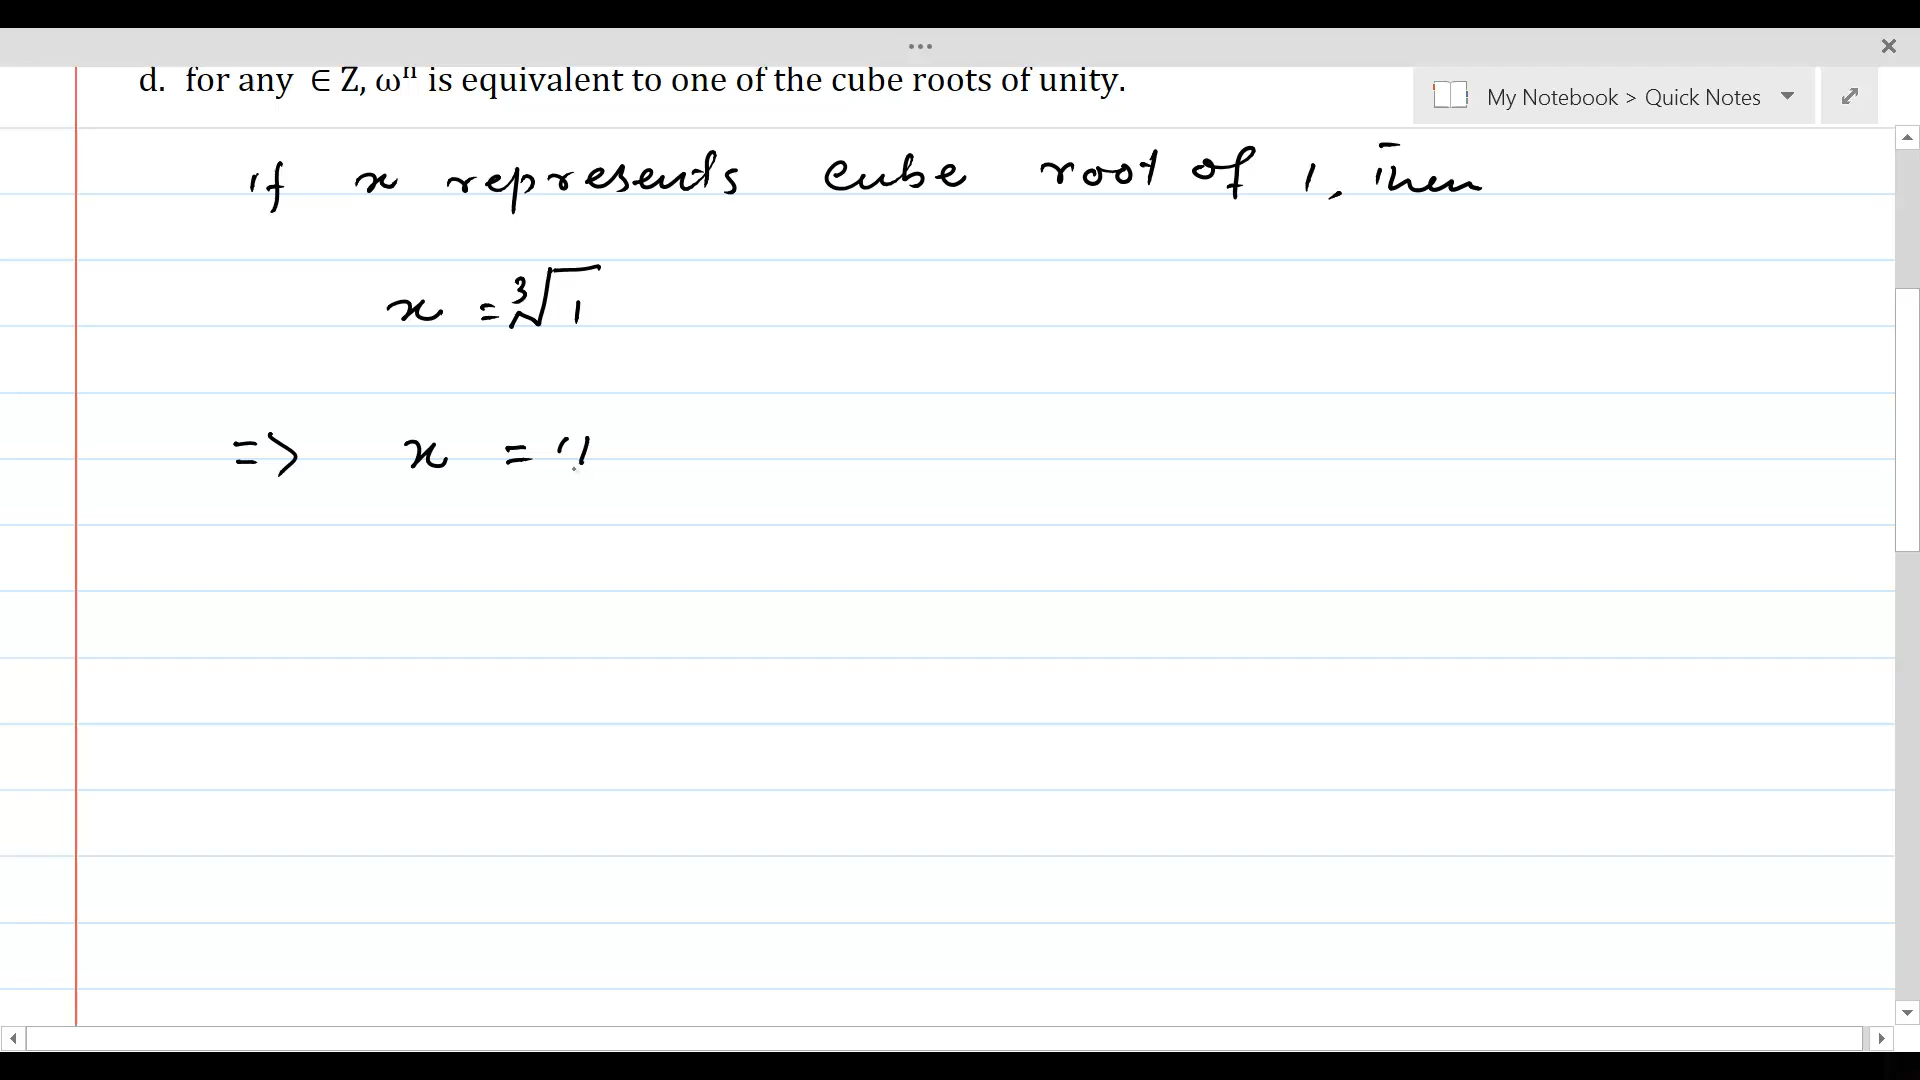 d. for any ∈ Z, ωⁿ is equivalent to one of the cube roots of unity.
My Notebook > Quick Notes
if x represents cube root of 1, then
x = ∛1
=> x = (1